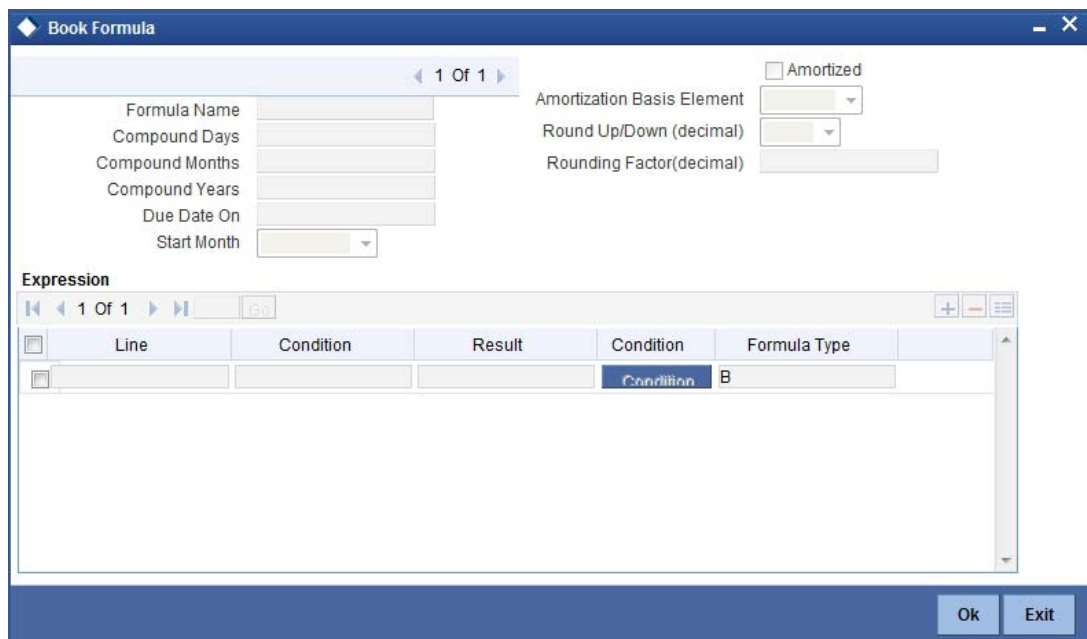 Book Formula
1 Of 1
Formula Name
Compound Days
Compound Months
Compound Years
Due Date On
Start Month
Amortized
Amortization Basis Element
Round Up/Down (decimal)
Rounding Factor(decimal)
Expression
1 Of 1 Go
Line Condition Result Condition Formula Type
Condition B
Ok Exit